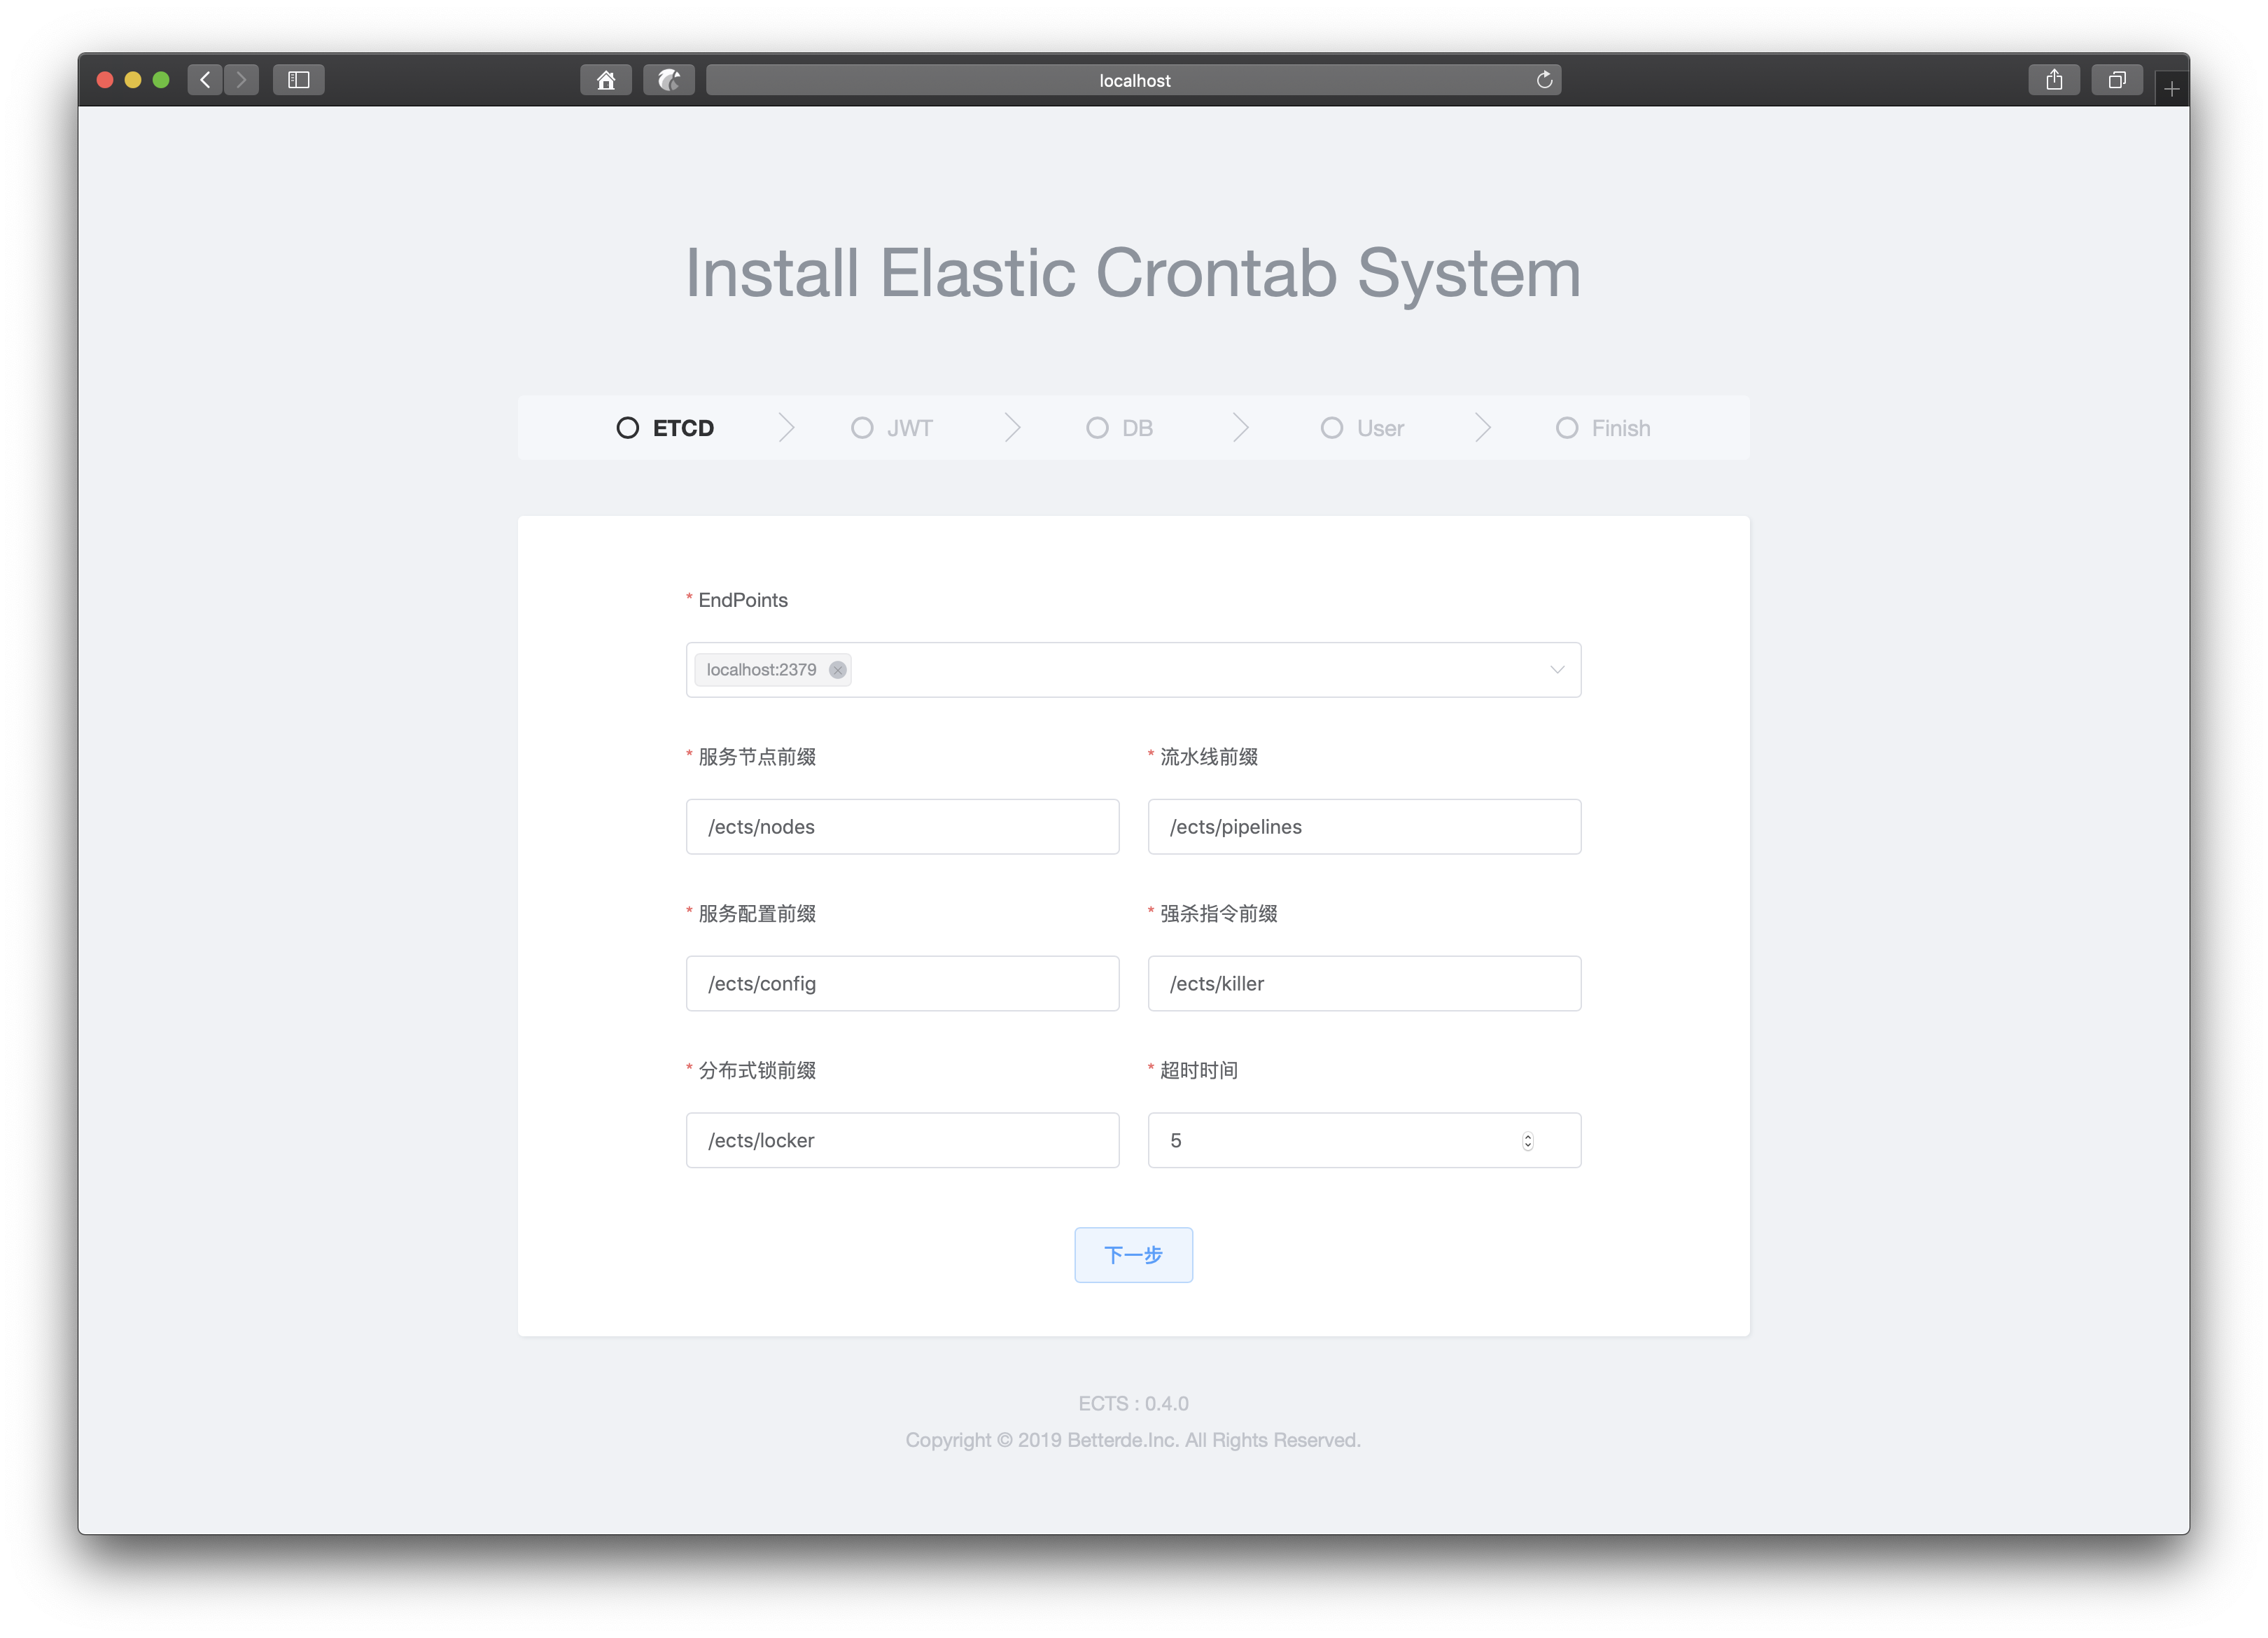 localhost
Install Elastic Crontab System
ETCD JWT DB User Finish
* EndPoints
localhost:2379
* 服务节点前缀 * 流水线前缀
/ects/nodes /ects/pipelines
* 服务配置前缀 * 强杀指令前缀
/ects/config /ects/killer
* 分布式锁前缀 * 超时时间
/ects/locker 5
下一步
ECTS : 0.4.0
Copyright © 2019 Betterde.Inc. All Rights Reserved.